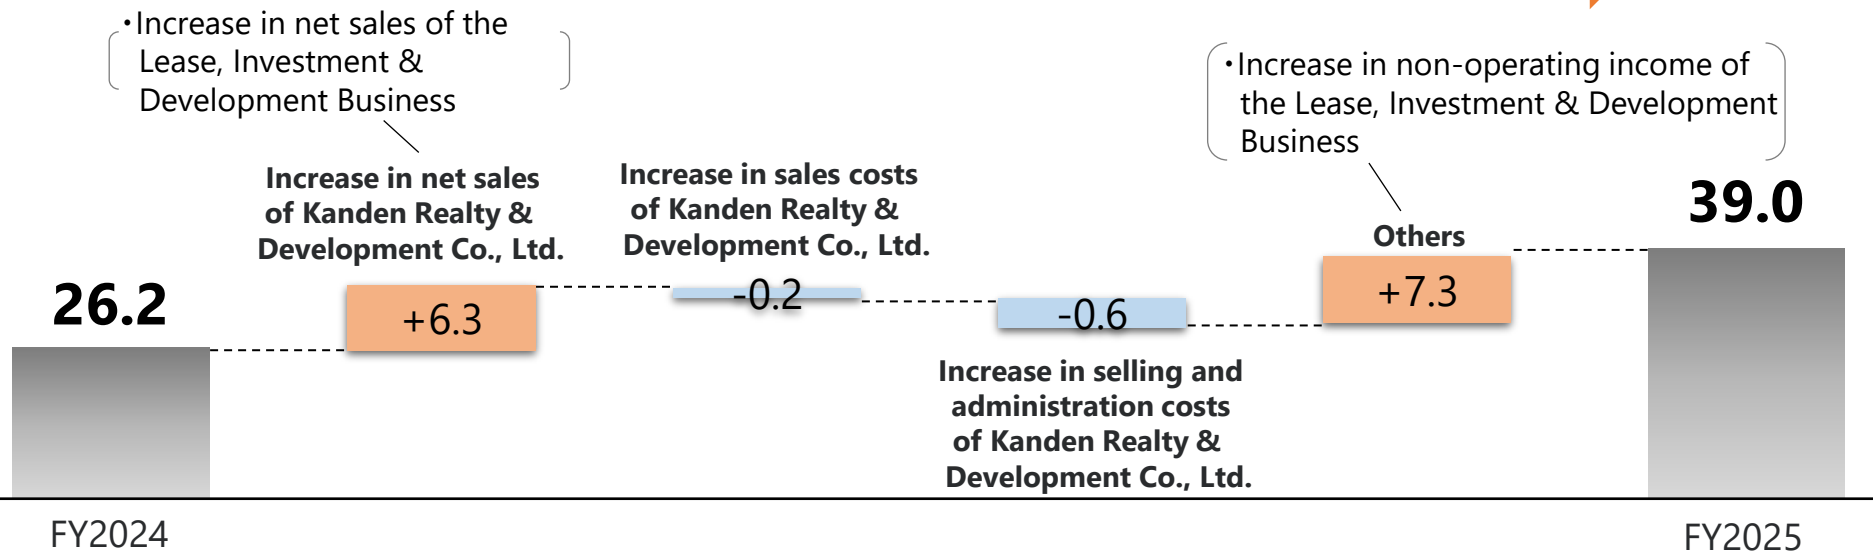 ・Increase in net sales of the
Lease, Investment &
Development Business
・Increase in non-operating income of
the Lease, Investment & Development
Business
Increase in net sales
of Kanden Realty &
Development Co., Ltd.
Increase in sales costs
of Kanden Realty &
Development Co., Ltd.
39.0
Others
26.2
+6.3
-0.2
-0.6
+7.3
Increase in selling and
administration costs
of Kanden Realty &
Development Co., Ltd.
FY2024
FY2025